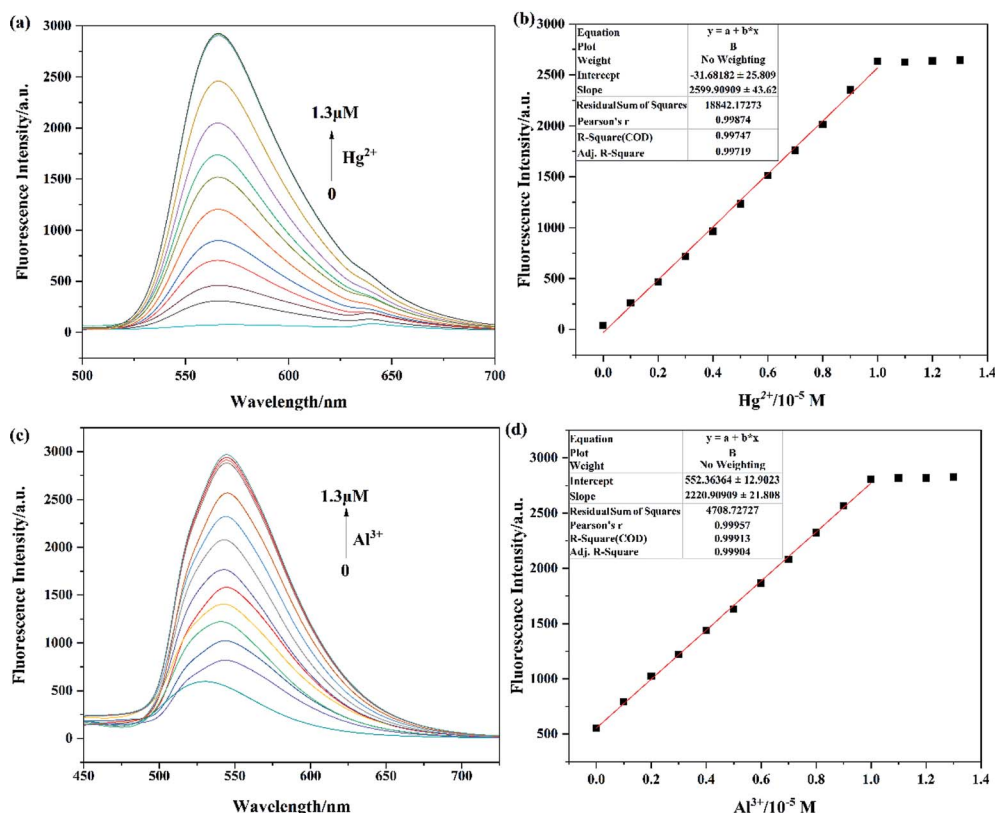 (a)
3000
2500
2000
1500
1000
500
0
Fluorescence Intensity/a.u.
1.3μM
Hg²⁺
0
500 550 600 650 700
Wavelength/nm
(b)
3000
2500
2000
1500
1000
500
0
Fluorescence Intensity/a.u.
Equation y = a + b*x
Plot B
Weight No Weighting
Intercept -31.68182 ± 25.809
Slope 2599.90909 ± 43.62
Residual Sum of Squares 18842.17273
Pearson's r 0.99874
R-Square(COD) 0.99747
Adj. R-Square 0.99719
0.0 0.2 0.4 0.6 0.8 1.0 1.2 1.4
Hg²⁺/10⁻⁵ M
(c)
3000
2500
2000
1500
1000
500
0
Fluorescence Intensity/a.u.
1.3μM
Al³⁺
0
450 500 550 600 650 700
Wavelength/nm
(d)
3000
2500
2000
1500
1000
500
Fluorescence Intensity/a.u.
Equation y = a + b*x
Plot B
Weight No Weighting
Intercept 552.36364 ± 12.9023
Slope 2220.90909 ± 21.808
Residual Sum of Squares 4708.72727
Pearson's r 0.99957
R-Square(COD) 0.99913
Adj. R-Square 0.99904
0.0 0.2 0.4 0.6 0.8 1.0 1.2 1.4
Al³⁺/10⁻⁵ M